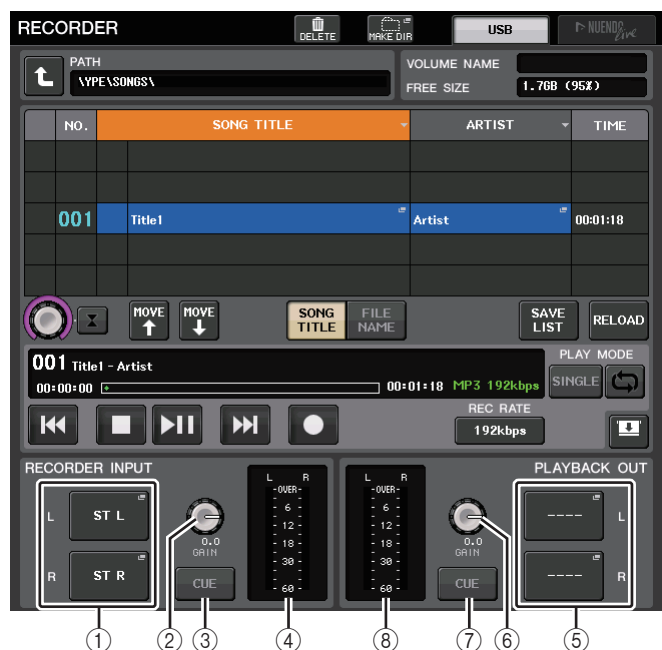 RECORDER
DELETE
MAKE DIR
USB
NUENDO Live
PATH
\YPE\SONGS\
VOLUME NAME
FREE SIZE
1.7GB (95%)
NO.
SONG TITLE
ARTIST
TIME
001
Title1
Artist
00:01:18
MOVE
MOVE
SONG TITLE
FILE NAME
SAVE LIST
RELOAD
001 Title1 - Artist
00:00:00
00:01:18
MP3 192kbps
PLAY MODE
SINGLE
REC RATE
192kbps
RECORDER INPUT
L
ST L
R
ST R
0.0
GAIN
CUE
L R
-OVER-
- 6 -
- 12 -
- 18 -
- 30 -
- 60 -
L R
-OVER-
- 6 -
- 12 -
- 18 -
- 30 -
- 60 -
0.0
GAIN
CUE
PLAYBACK OUT
----
L
----
R
① ② ③ ④ ⑧ ⑦ ⑥ ⑤